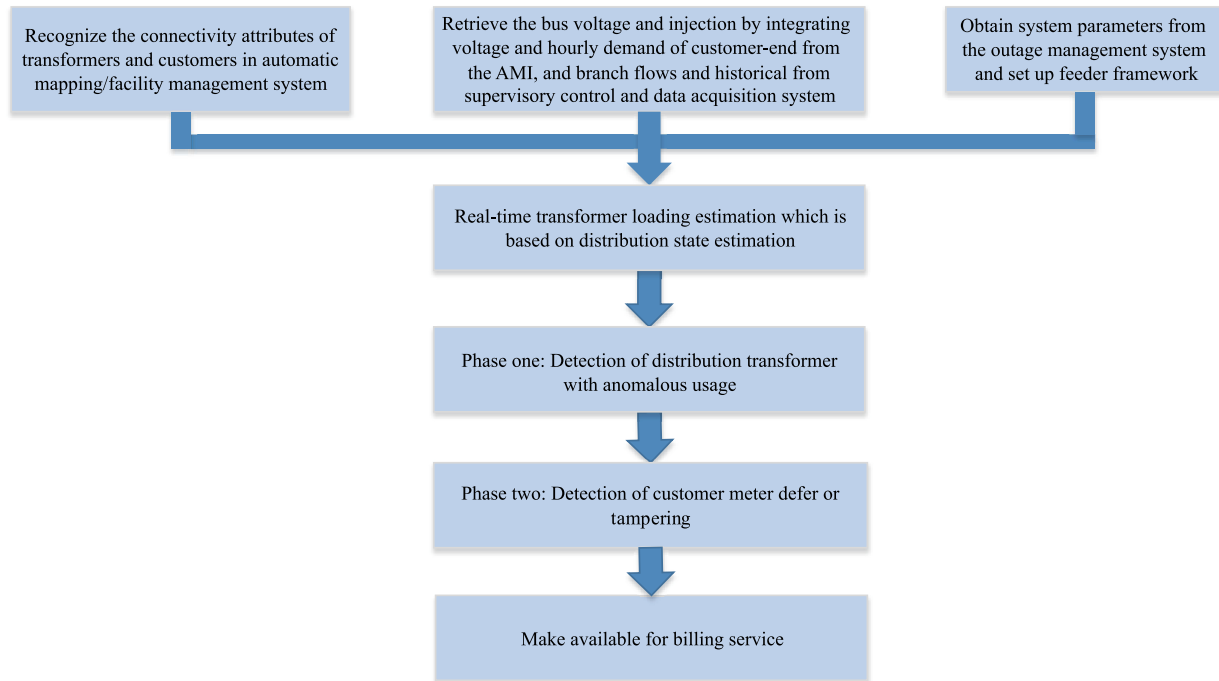 Recognize the connectivity attributes of
transformers and customers in automatic
mapping/facility management system
Retrieve the bus voltage and injection by integrating
voltage and hourly demand of customer-end from
the AMI, and branch flows and historical from
supervisory control and data acquisition system
Obtain system parameters from
the outage management system
and set up feeder framework
Real-time transformer loading estimation which is
based on distribution state estimation
Phase one: Detection of distribution transformer
with anomalous usage
Phase two: Detection of customer meter defer or
tampering
Make available for billing service